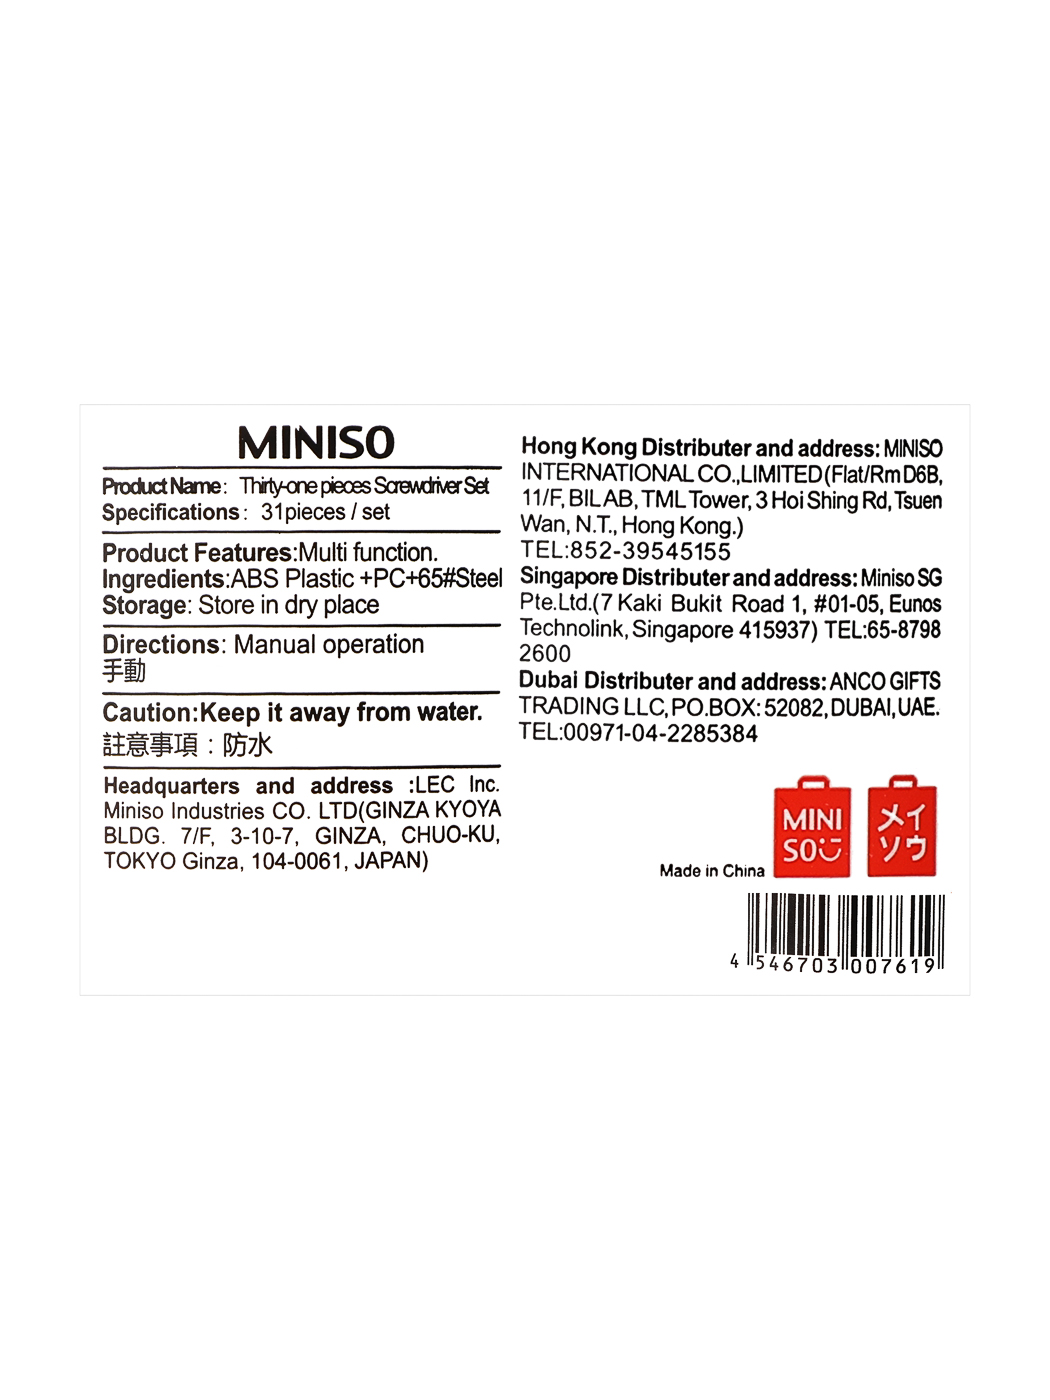 MINISO
Product Name: Thirty-one pieces Screwdriver Set
Specifications: 31pieces / set
Product Features:Multi function.
Ingredients:ABS Plastic +PC+65#Steel
Storage: Store in dry place
Directions: Manual operation
手動
Caution:Keep it away from water.
註意事項：防水
Headquarters and address :LEC Inc.
Miniso Industries CO. LTD(GINZA KYOYA
BLDG. 7/F, 3-10-7, GINZA, CHUO-KU,
TOKYO Ginza, 104-0061, JAPAN)
Hong Kong Distributer and address: MINISO
INTERNATIONAL CO.,LIMITED(Flat/Rm D6B,
11/F, BILAB, TML Tower, 3 Hoi Shing Rd, Tsuen
Wan, N.T., Hong Kong.)
TEL:852-39545155
Singapore Distributer and address: Miniso SG
Pte.Ltd.(7 Kaki Bukit Road 1, #01-05, Eunos
Technolink, Singapore 415937) TEL:65-8798
2600
Dubai Distributer and address: ANCO GIFTS
TRADING LLC, PO.BOX: 52082, DUBAI, UAE.
TEL:00971-04-2285384
MINI
SO
メイ
ソウ
Made in China
4 546703 007619